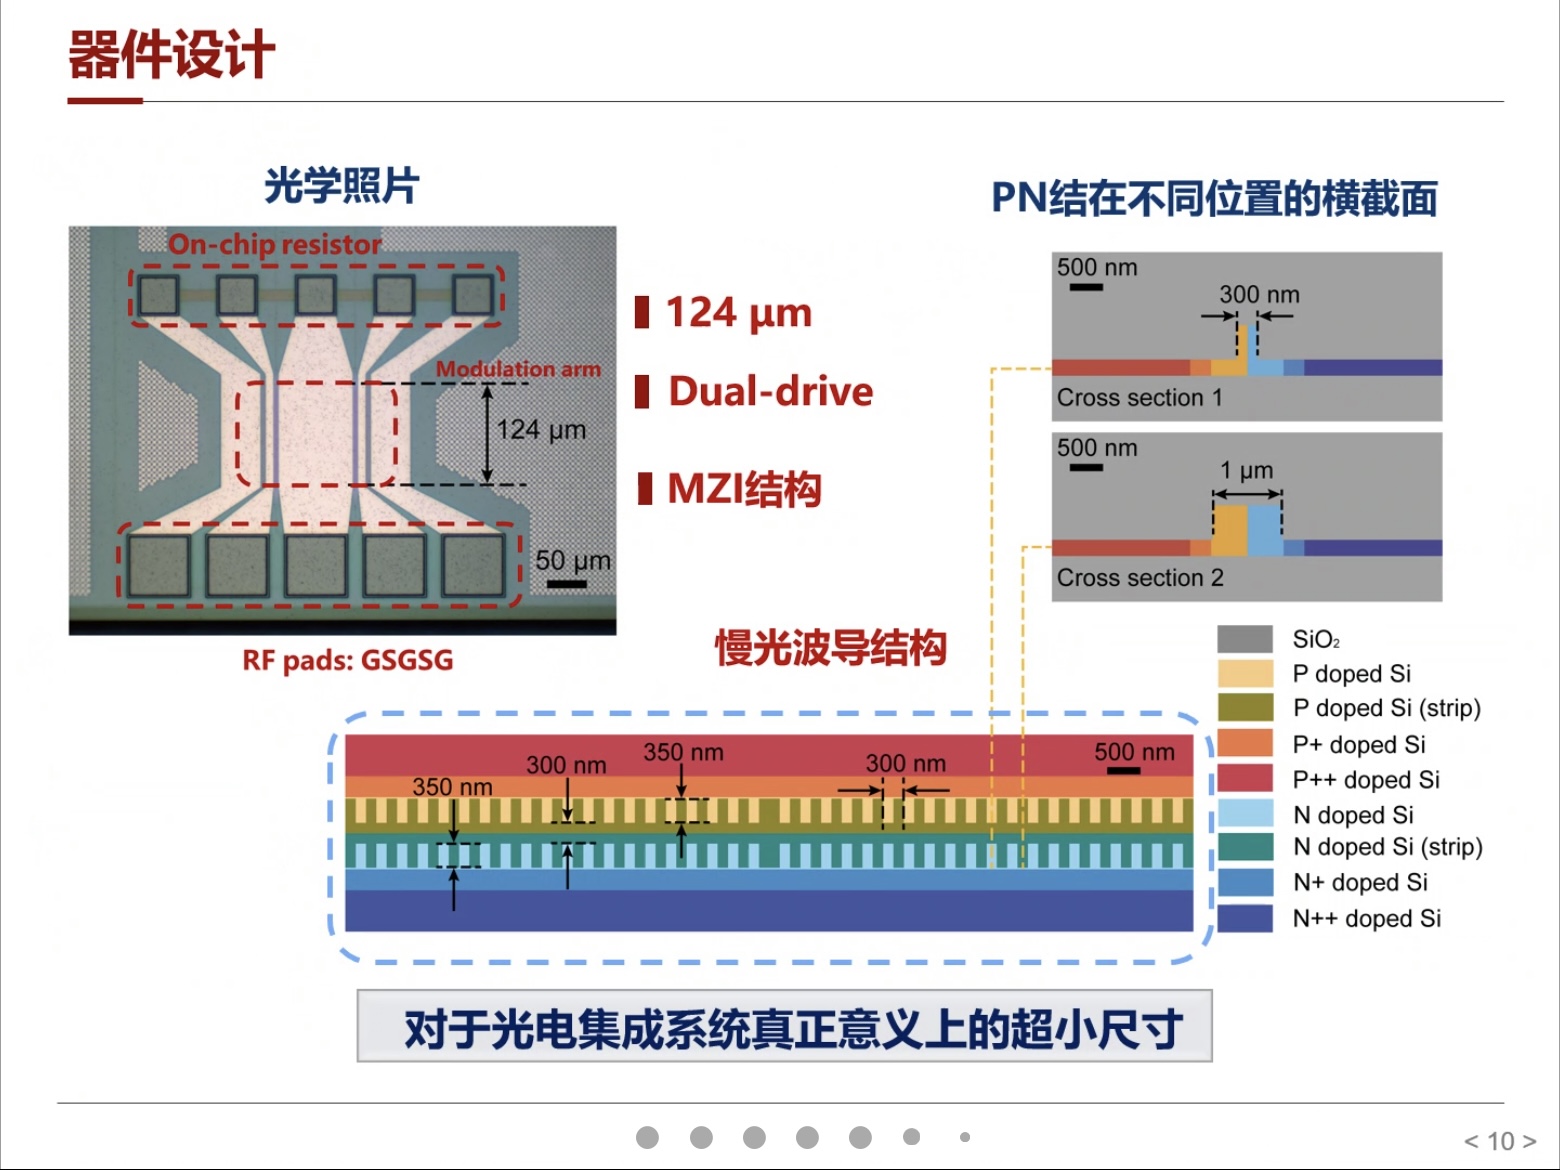 器件设计
光学照片
On-chip resistor
Modulation arm
124 μm
50 μm
RF pads: GSGSG
124 μm
Dual-drive
MZI结构
PN结在不同位置的横截面
500 nm
300 nm
Cross section 1
500 nm
1 μm
Cross section 2
慢光波导结构
350 nm
300 nm
350 nm
300 nm
500 nm
SiO₂
P doped Si
P doped Si (strip)
P+ doped Si
P++ doped Si
N doped Si
N doped Si (strip)
N+ doped Si
N++ doped Si
对于光电集成系统真正意义上的超小尺寸
< 10 >